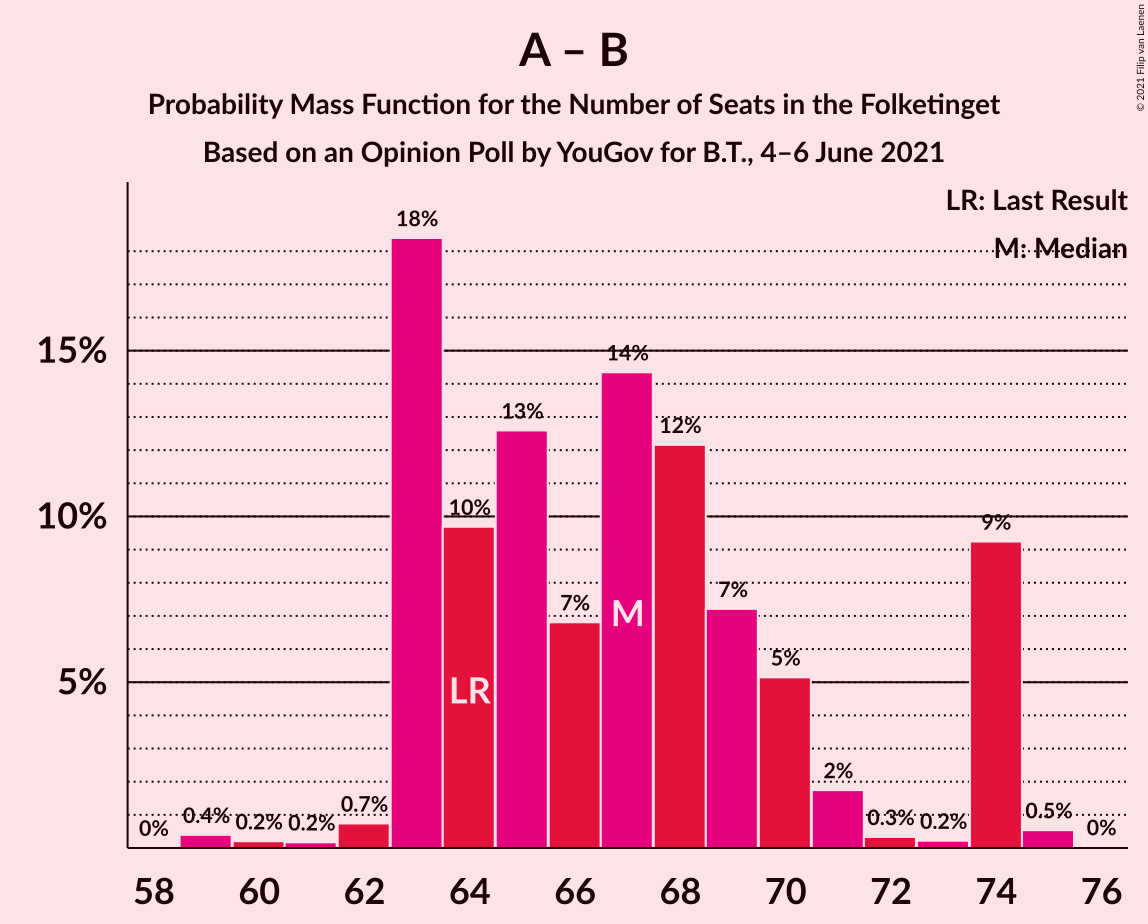 A – B
Probability Mass Function for the Number of Seats in the Folketinget
Based on an Opinion Poll by YouGov for B.T., 4–6 June 2021
© 2021 Filip van Laenen
LR: Last Result
M: Median
18%
15%
14%
13%
12%
10%
10%
9%
7%
M
7%
5%
LR
5%
2%
0.7%
0.5%
0.4%
0.3%
0.2%
0.2%
0.2%
0%
0%
58 60 62 64 66 68 70 72 74 76